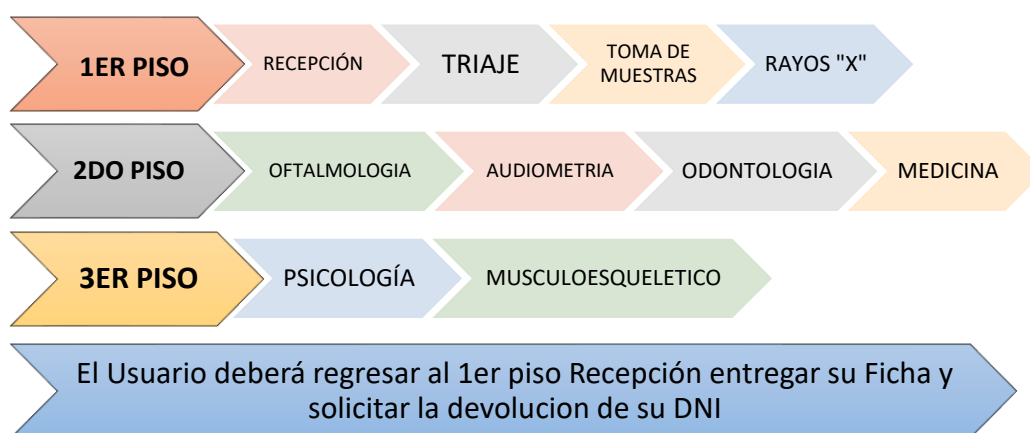 1ER PISO
RECEPCIÓN
TRIAJE
TOMA DE
MUESTRAS
RAYOS "X"
2DO PISO
OFTALMOLOGIA
AUDIOMETRIA
ODONTOLOGIA
MEDICINA
3ER PISO
PSICOLOGÍA
MUSCULOESQUELETICO
El Usuario deberá regresar al 1er piso Recepción entregar su Ficha y
solicitar la devolucion de su DNI